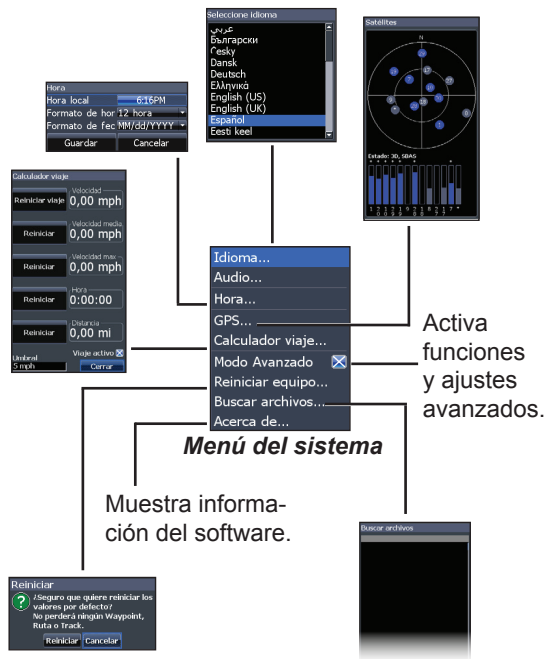 Seleccione idioma
عربي
Български
Česky
Dansk
Deutsch
Ελληνικά
English (US)
English (UK)
Español
Eesti keel
Satélites
N
Estado: 3D, SBAS
Hora
Hora local 6:16PM
Formato de hor 12 hora
Formato de fec MM/dd/YYYY
Guardar Cancelar
Calculador viaje
Velocidad
Reiniciar viaje 0,00 mph
Velocidad media
Reiniciar 0,00 mph
Velocidad max
Reiniciar 0,00 mph
Hora
Reiniciar 0:00:00
Distancia
Reiniciar 0,00 mi
Umbral Viaje activo
5 mph Cerrar
Idioma...
Audio...
Hora...
GPS...
Calculador viaje...
Modo Avanzado
Reiniciar equipo...
Buscar archivos...
Acerca de...
Menú del sistema
Activa
funciones
y ajustes
avanzados.
Muestra informa-
ción del software.
Reiniciar
¿Seguro que quiere reiniciar los
valores por defecto?
No perderá ningún Waypoint,
Ruta o Track.
Reiniciar Cancelar
Buscar archivos